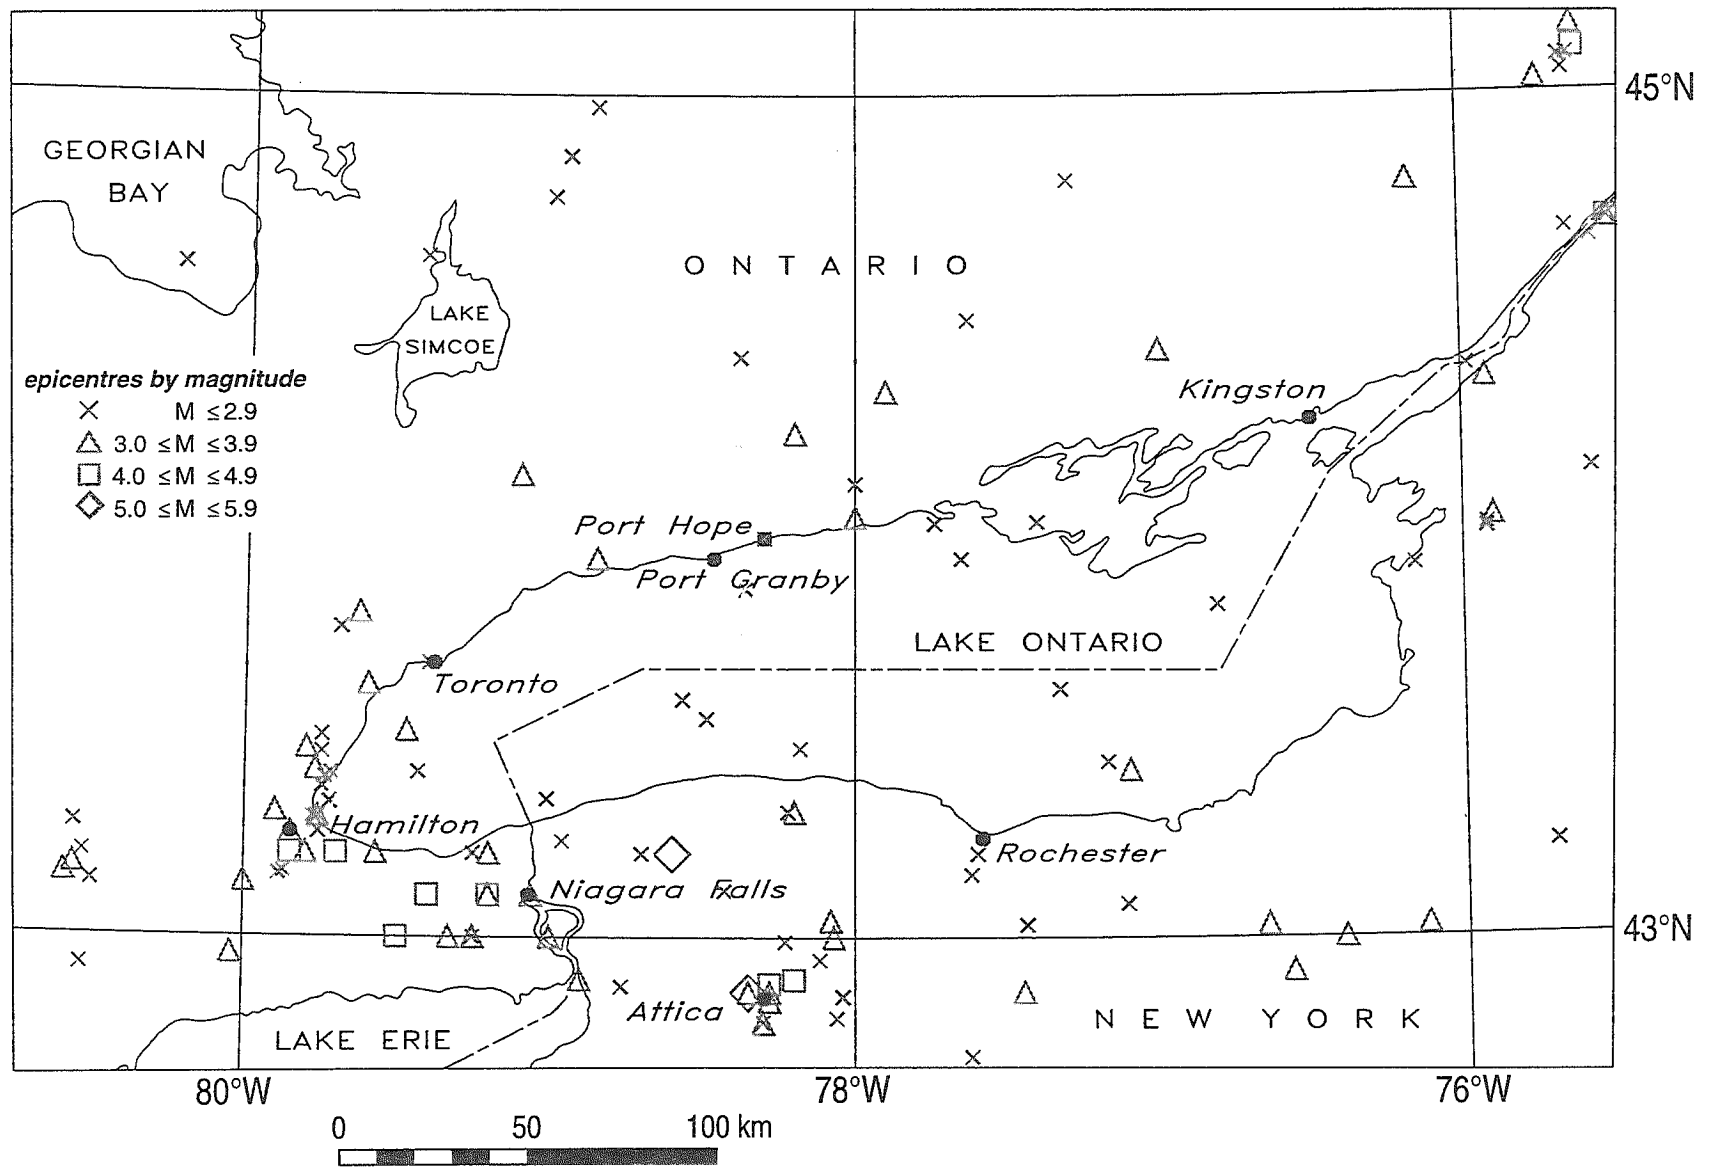 45°N
GEORGIAN
BAY
ONTARIO
LAKE
SIMCOE
epicentres by magnitude
M ≤2.9
3.0 ≤M ≤3.9
4.0 ≤M ≤4.9
5.0 ≤M ≤5.9
Kingston
Port Hope
Port Granby
LAKE ONTARIO
Toronto
Hamilton
Rochester
Niagara Falls
43°N
Attica
NEW YORK
LAKE ERIE
80°W
78°W
76°W
0 50 100 km